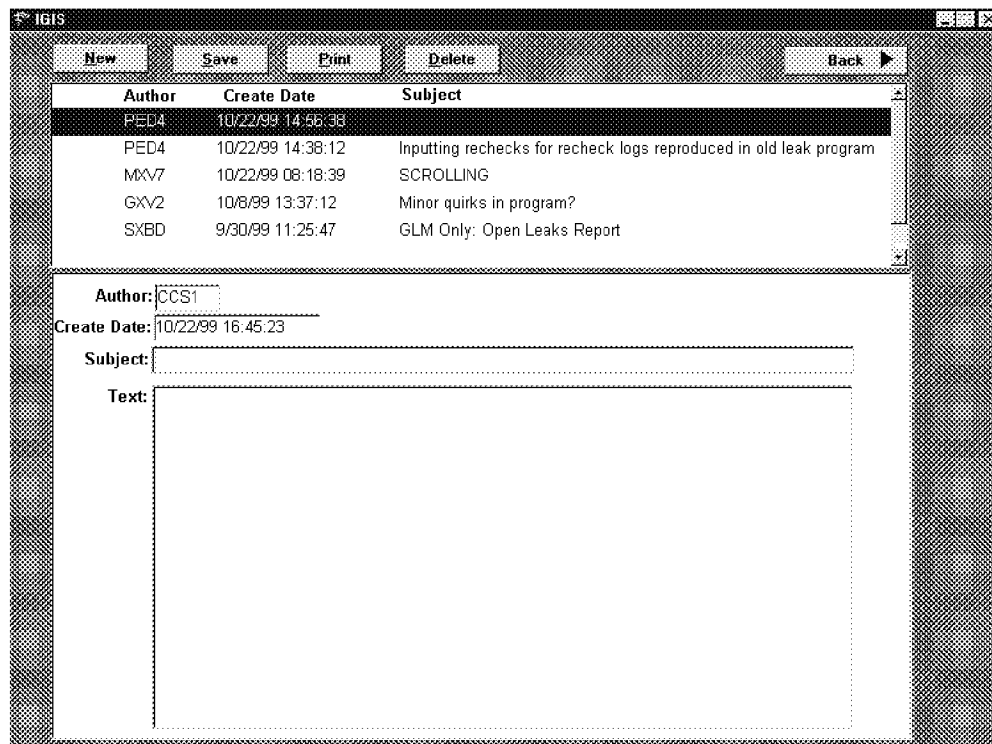 IGIS
New Save Print Delete Back
Author Create Date Subject
PED4 10/22/99 14:56:38
PED4 10/22/99 14:38:12 Inputting rechecks for recheck logs reproduced in old leak program
MXV7 10/22/99 08:18:39 SCROLLING
GXV2 10/8/99 13:37:12 Minor quirks in program?
SXBD 9/30/99 11:25:47 GLM Only: Open Leaks Report
Author: CCS1
Create Date: 10/22/99 16:45:23
Subject:
Text: